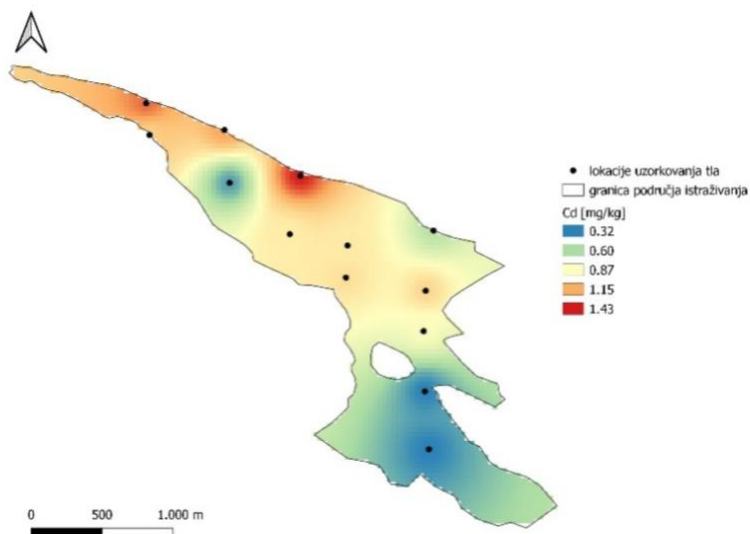 lokacije uzorkovanja tla
granica područja istraživanja
Cd [mg/kg]
0.32
0.60
0.87
1.15
1.43
0 500 1.000 m